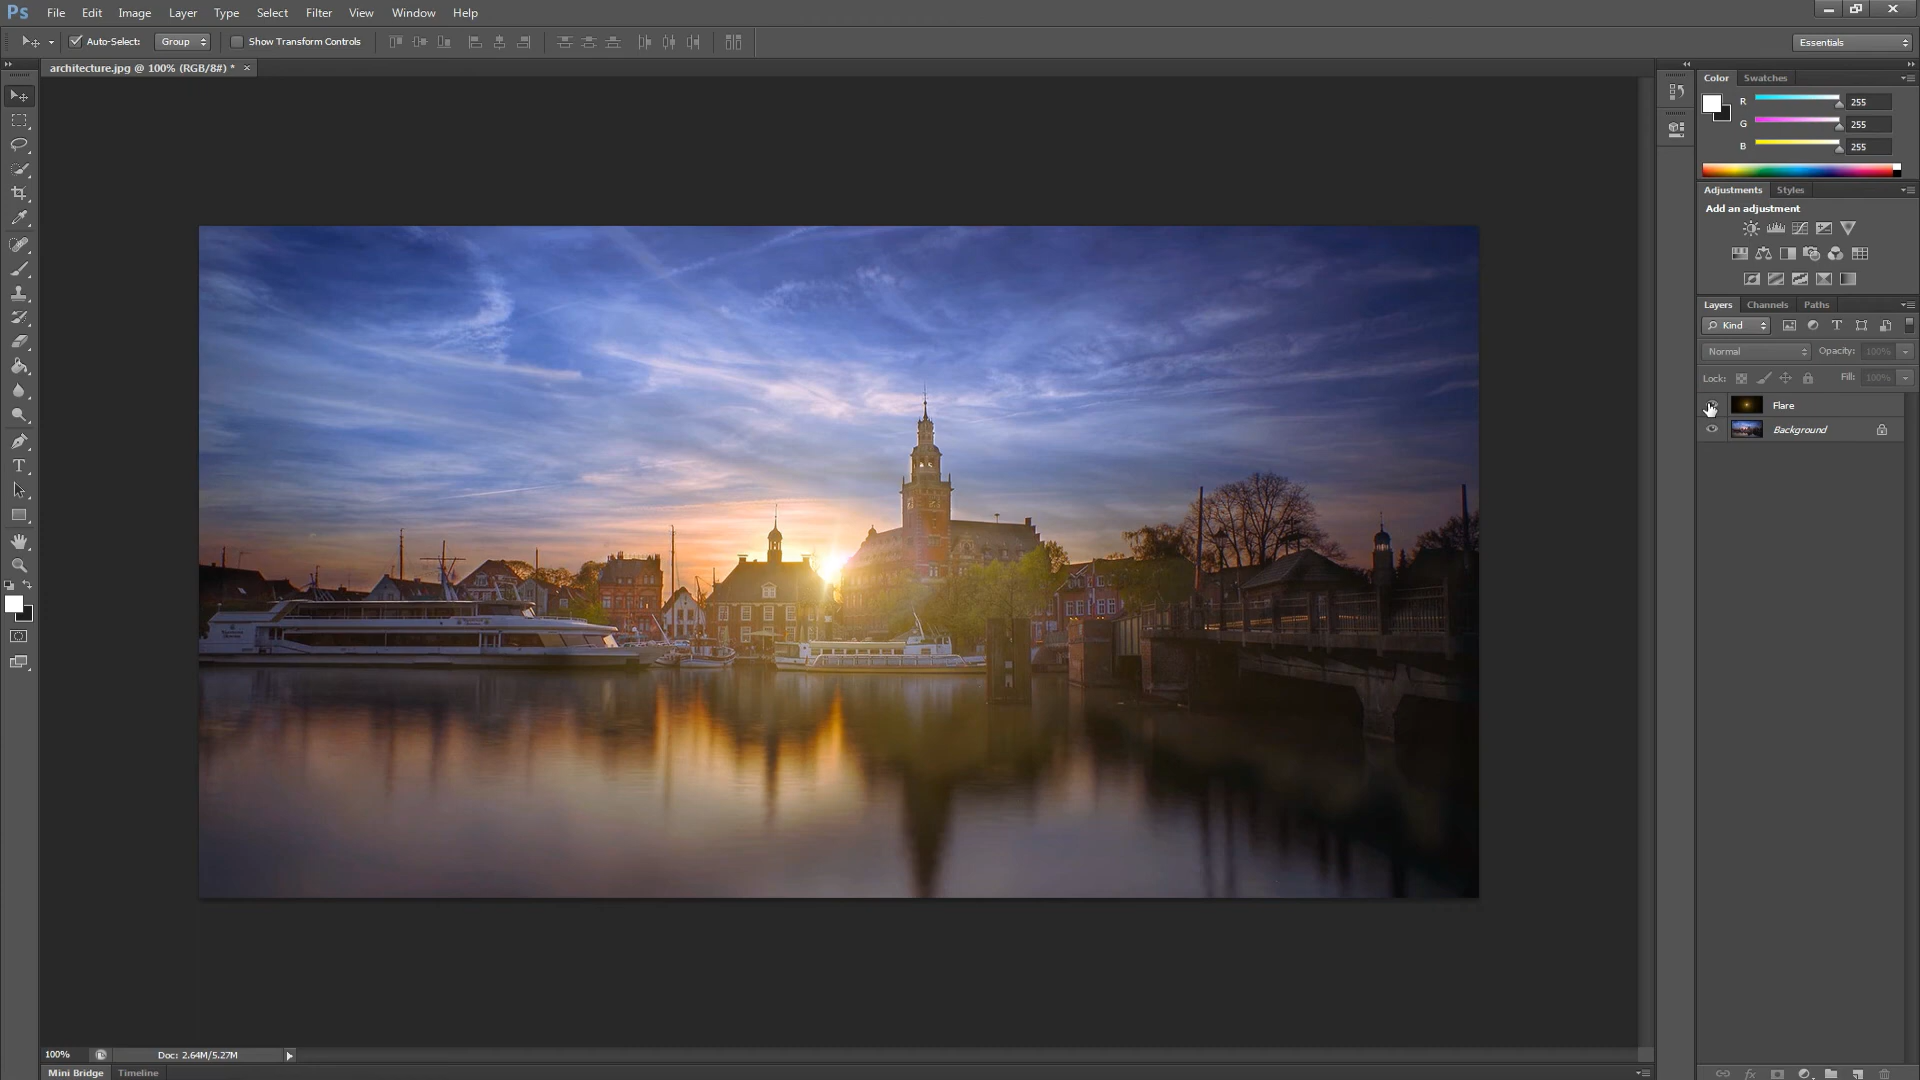 Ps File Edit Image Layer Type Select Filter View Window Help
Auto-Select: Group Show Transform Controls Essentials
architecture.jpg @ 100% (RGB/8#) * ×
Color Swatches
R 255
G 255
B 255
Adjustments Styles
Add an adjustment
Layers Channels Paths
Kind
Normal Opacity: 100%
Lock: Fill: 100%
Flare
Background
100% Doc: 2.64M/5.27M
Mini Bridge Timeline